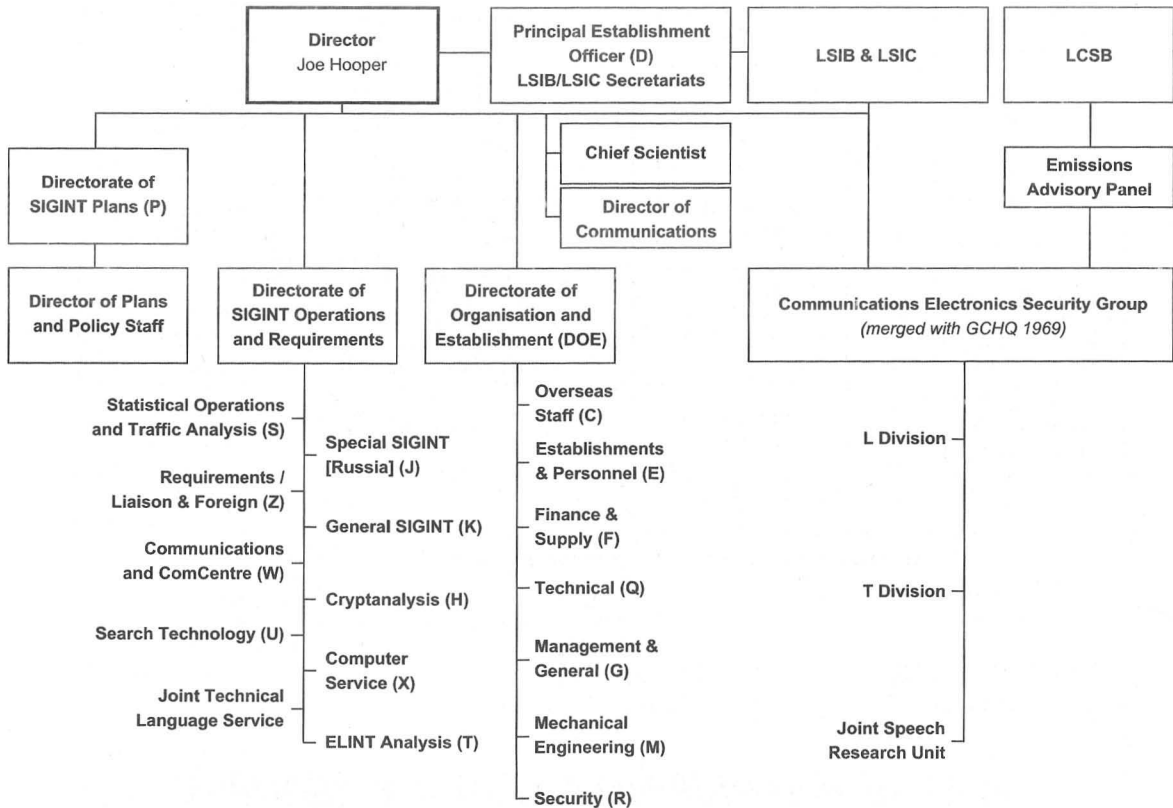 Director
Joe Hooper
Principal Establishment
Officer (D)
LSIB/LSIC Secretariats
LSIB & LSIC
LCSB
Chief Scientist
Director of
Communications
Emissions
Advisory Panel
Directorate of
SIGINT Plans (P)
Director of Plans
and Policy Staff
Directorate of
SIGINT Operations
and Requirements
Directorate of
Organisation and
Establishment (DOE)
Communications Electronics Security Group
(merged with GCHQ 1969)
Statistical Operations
and Traffic Analysis (S)
Requirements /
Liaison & Foreign (Z)
Communications
and ComCentre (W)
Search Technology (U)
Joint Technical
Language Service
Special SIGINT
[Russia] (J)
General SIGINT (K)
Cryptanalysis (H)
Computer
Service (X)
ELINT Analysis (T)
Overseas
Staff (C)
Establishments
& Personnel (E)
Finance &
Supply (F)
Technical (Q)
Management &
General (G)
Mechanical
Engineering (M)
Security (R)
L Division
T Division
Joint Speech
Research Unit